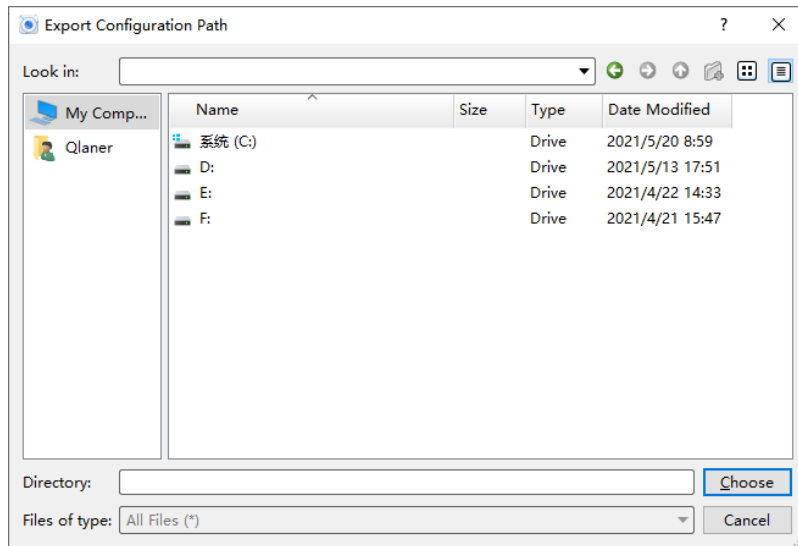 Export Configuration Path ?
Look in:
My Comp...
Qlaner
Name Size Type Date Modified
系统 (C:) Drive 2021/5/20 8:59
D: Drive 2021/5/13 17:51
E: Drive 2021/4/22 14:33
F: Drive 2021/4/21 15:47
Directory: Choose
Files of type: All Files (*) Cancel